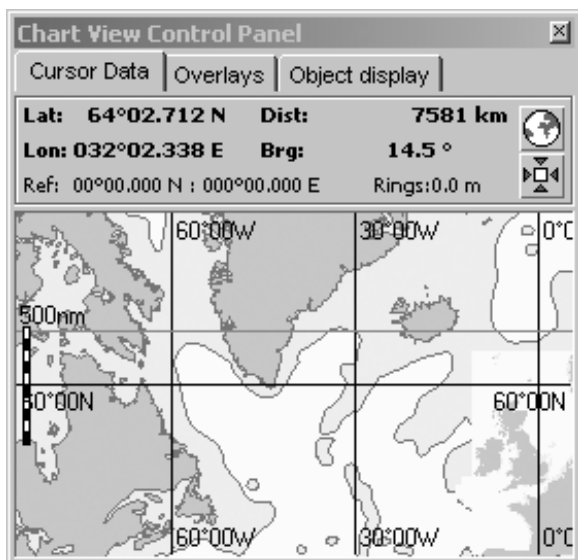 Chart View Control Panel
Cursor Data Overlays Object display
Lat: 64°02.712 N Dist: 7581 km
Lon: 032°02.338 E Brg: 14.5 °
Ref: 00°00.000 N : 000°00.000 E Rings:0.0 m
60°00W 30°00W 0°0
500nm
60°00N 60°00N
60°00W 30°00W 0°0